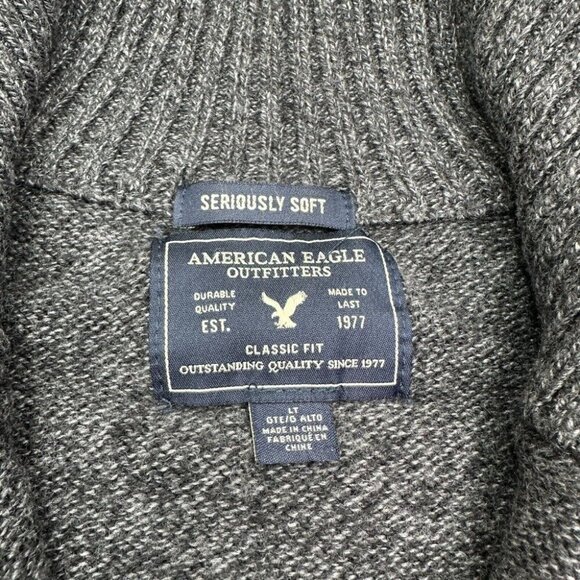 SERIOUSLY SOFT
AMERICAN EAGLE
OUTFITTERS
DURABLE QUALITY
MADE TO LAST
EST. 1977
CLASSIC FIT
OUTSTANDING QUALITY SINCE 1977
LT
GTE/G ALTO
MADE IN CHINA
FABRIQUÉ EN
CHINE